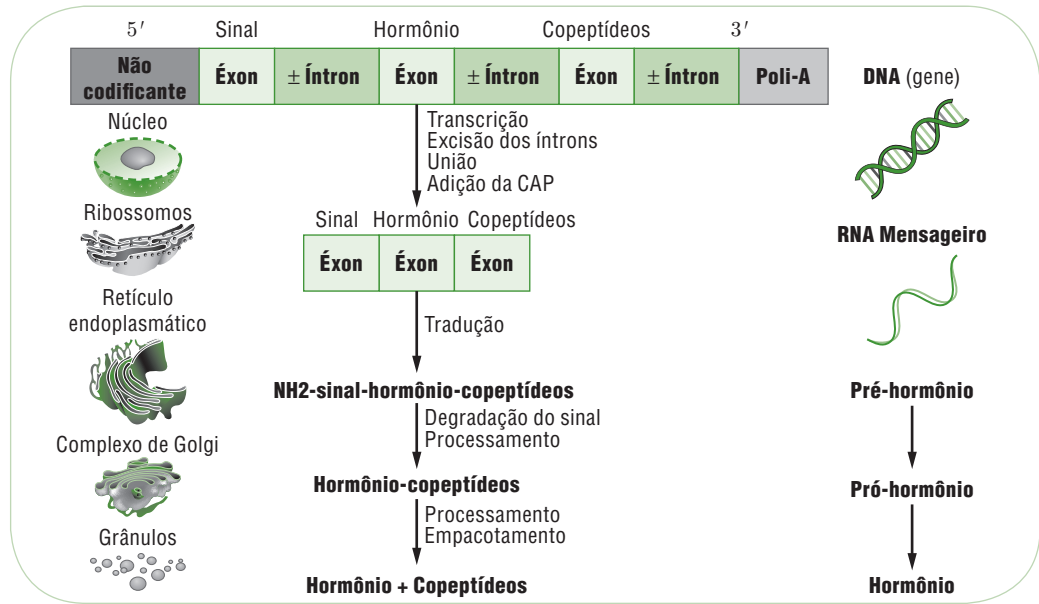 5′ Sinal Hormônio Copeptídeos 3′
Não codificante Éxon ± Íntron Éxon ± Íntron Éxon ± Íntron Poli-A DNA (gene)
Núcleo
Transcrição
Excisão dos íntrons
União
Adição da CAP
Ribossomos
Sinal Hormônio Copeptídeos
Éxon Éxon Éxon
RNA Mensageiro
Retículo
endoplasmático
Tradução
NH2-sinal-hormônio-copeptídeos
Pré-hormônio
Degradação do sinal
Processamento
Complexo de Golgi
Hormônio-copeptídeos
Pró-hormônio
Processamento
Empacotamento
Grânulos
Hormônio + Copeptídeos
Hormônio